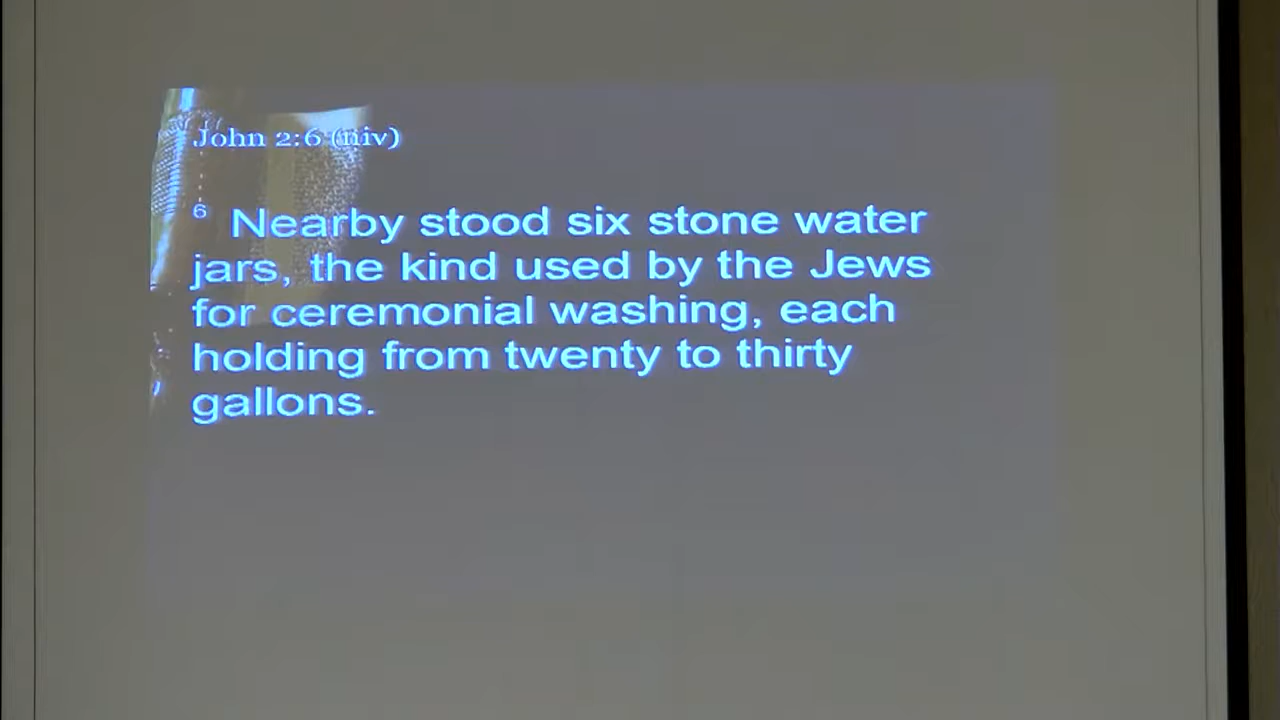 John 2:6 (niv)
6 Nearby stood six stone water
jars, the kind used by the Jews
for ceremonial washing, each
holding from twenty to thirty
gallons.